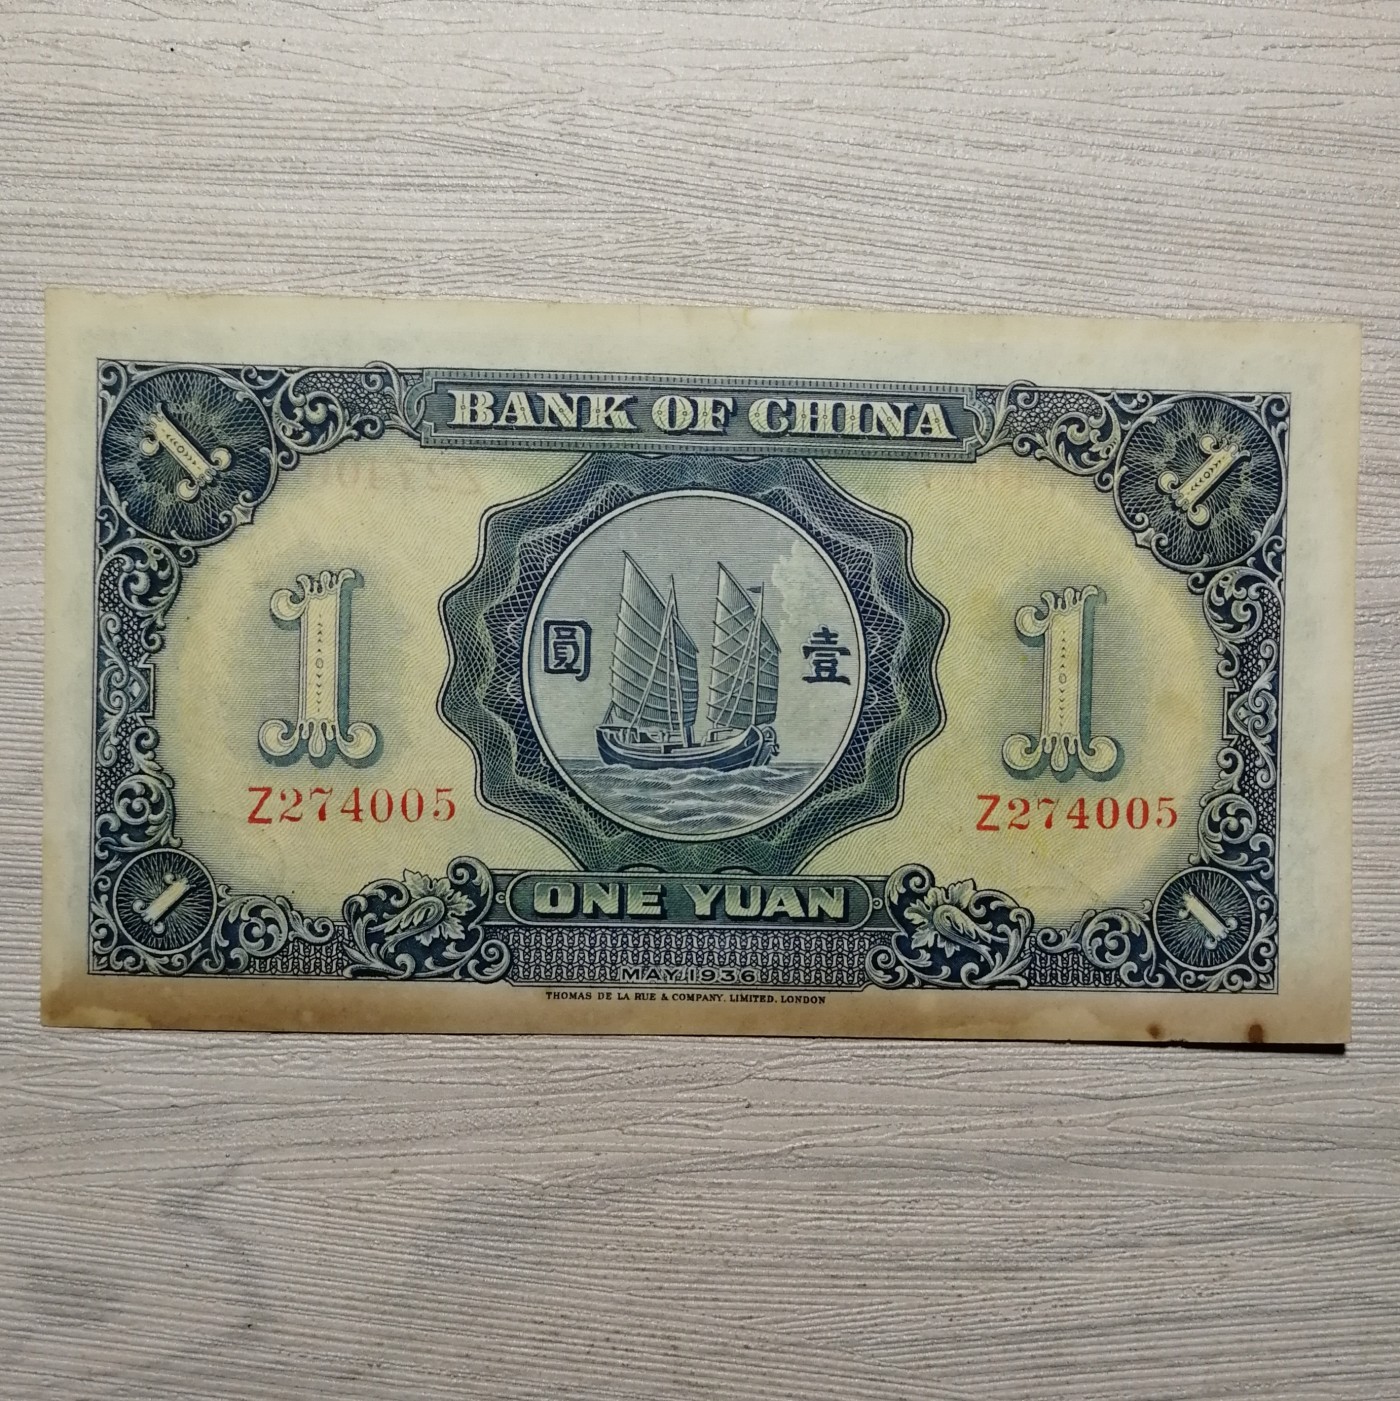 BANK OF CHINA
1 1
圓 壹
1 1
Z274005 Z274005
ONE YUAN
1 1
MAY.1936
THOMAS DE LA RUE & COMPANY. LIMITED. LONDON